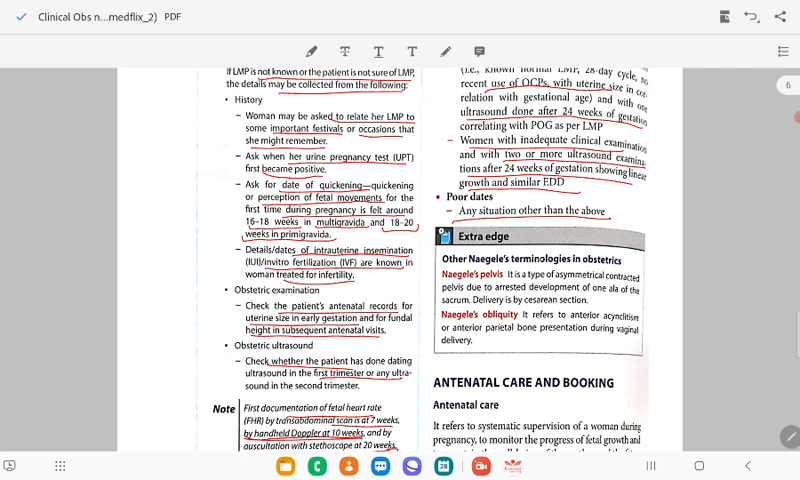 Clinical Obs n...medflix_2) PDF
6
If LMP is not known or the patient is not sure of LMP,
the details may be collected from the following:
• History
– Woman may be asked to relate her LMP to
some important festivals or occasions that
she might remember.
– Ask when her urine pregnancy test (UPT)
first became positive.
– Ask for date of quickening—quickening
or perception of fetal movements for the
first time during pregnancy is felt around
16–18 weeks in multigravida and 18–20
weeks in primigravida.
– Details/dates of intrauterine insemination
(IUI)/invitro fertilization (IVF) are known in
woman treated for infertility.
• Obstetric examination
– Check the patient's antenatal records for
uterine size in early gestation and for fundal
height in subsequent antenatal visits.
• Obstetric ultrasound
– Check whether the patient has done dating
ultrasound in the first trimester or any ultra-
sound in the second trimester.
Note
First documentation of fetal heart rate
(FHR) by transabdominal scan is at 7 weeks,
by handheld Doppler at 10 weeks, and by
auscultation with stethoscope at 20 weeks.
(i.e., known normal LMP, 28-day cycle, no
recent use of OCPs, with uterine size in cor-
relation with gestational age) and with one
ultrasound done after 24 weeks of gestation
correlating with POG as per LMP
– Women with inadequate clinical examination
and with two or more ultrasound examina-
tions after 24 weeks of gestation showing linear
growth and similar EDD
• Poor dates
– Any situation other than the above
Extra edge
Other Naegele's terminologies in obstetrics
Naegele's pelvis It is a type of asymmetrical contracted
pelvis due to arrested development of one ala of the
sacrum. Delivery is by cesarean section.
Naegele's obliquity It refers to anterior acynclitism
or anterior parietal bone presentation during vaginal
delivery.
ANTENATAL CARE AND BOOKING
Antenatal care
It refers to systematic supervision of a woman during
pregnancy, to monitor the progress of fetal growth and
28